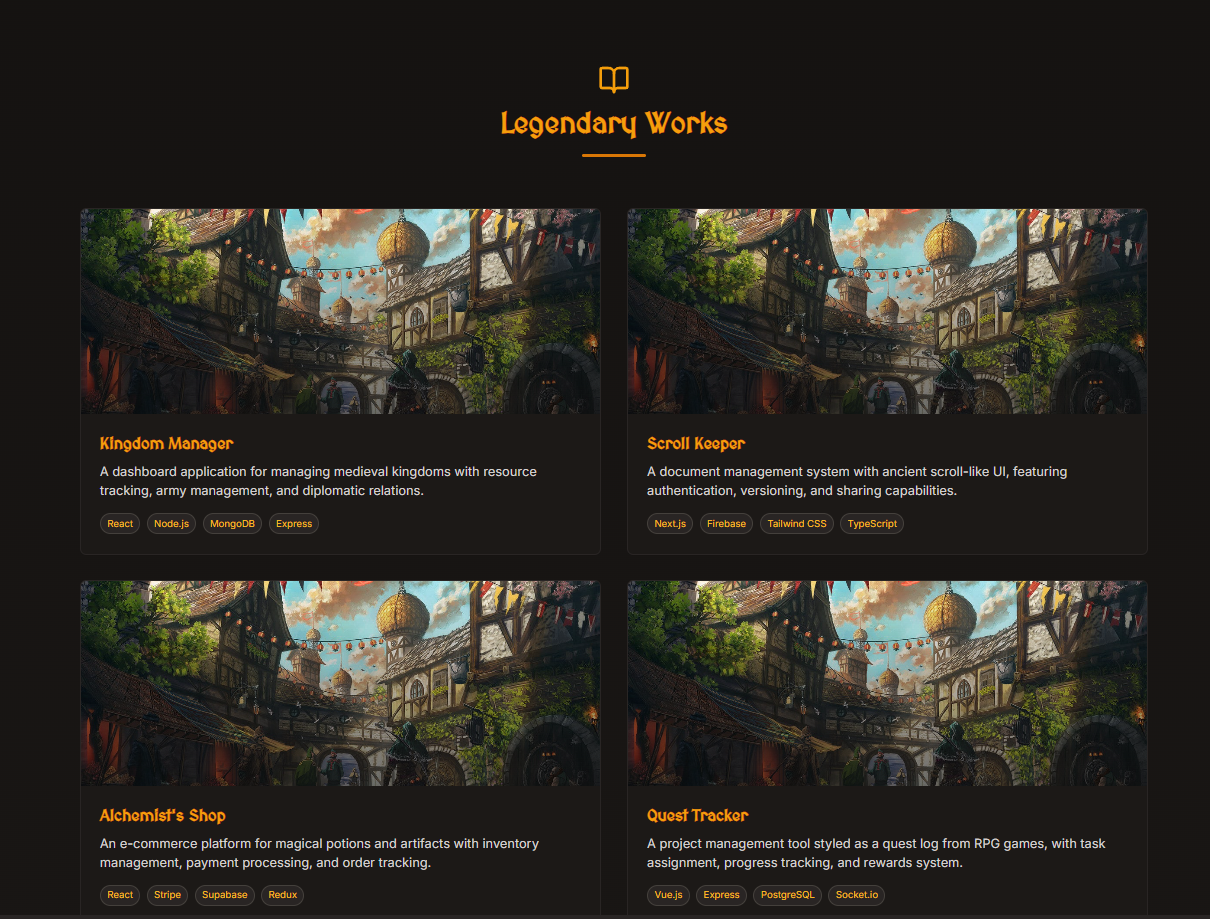 Legendary Works
Kingdom Manager
A dashboard application for managing medieval kingdoms with resource
tracking, army management, and diplomatic relations.
React Node.js MongoDB Express
Scroll Keeper
A document management system with ancient scroll-like UI, featuring
authentication, versioning, and sharing capabilities.
Next.js Firebase Tailwind CSS TypeScript
Alchemist's Shop
An e-commerce platform for magical potions and artifacts with inventory
management, payment processing, and order tracking.
React Stripe Supabase Redux
Quest Tracker
A project management tool styled as a quest log from RPG games, with task
assignment, progress tracking, and rewards system.
Vue.js Express PostgreSQL Socket.io